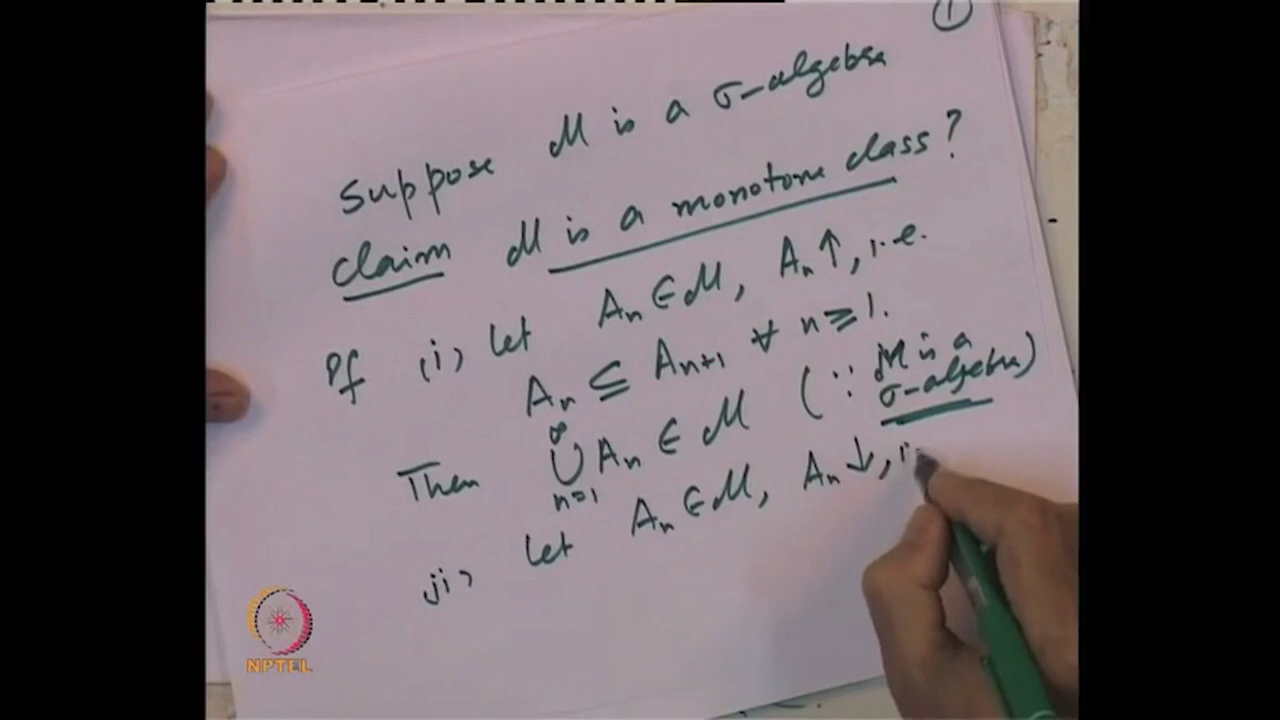 ①
Suppose M is a σ-algebra
claim M is a monotone class?
Pf (i) Let An ∈ M, An ↑, i.e.
An ⊆ An+1 ∀ n ≥ 1.
Then ∞⋃n=1 An ∈ M (∵ M is a σ-algebra)
ii) Let An ∈ M, An ↓, i.
NPTEL